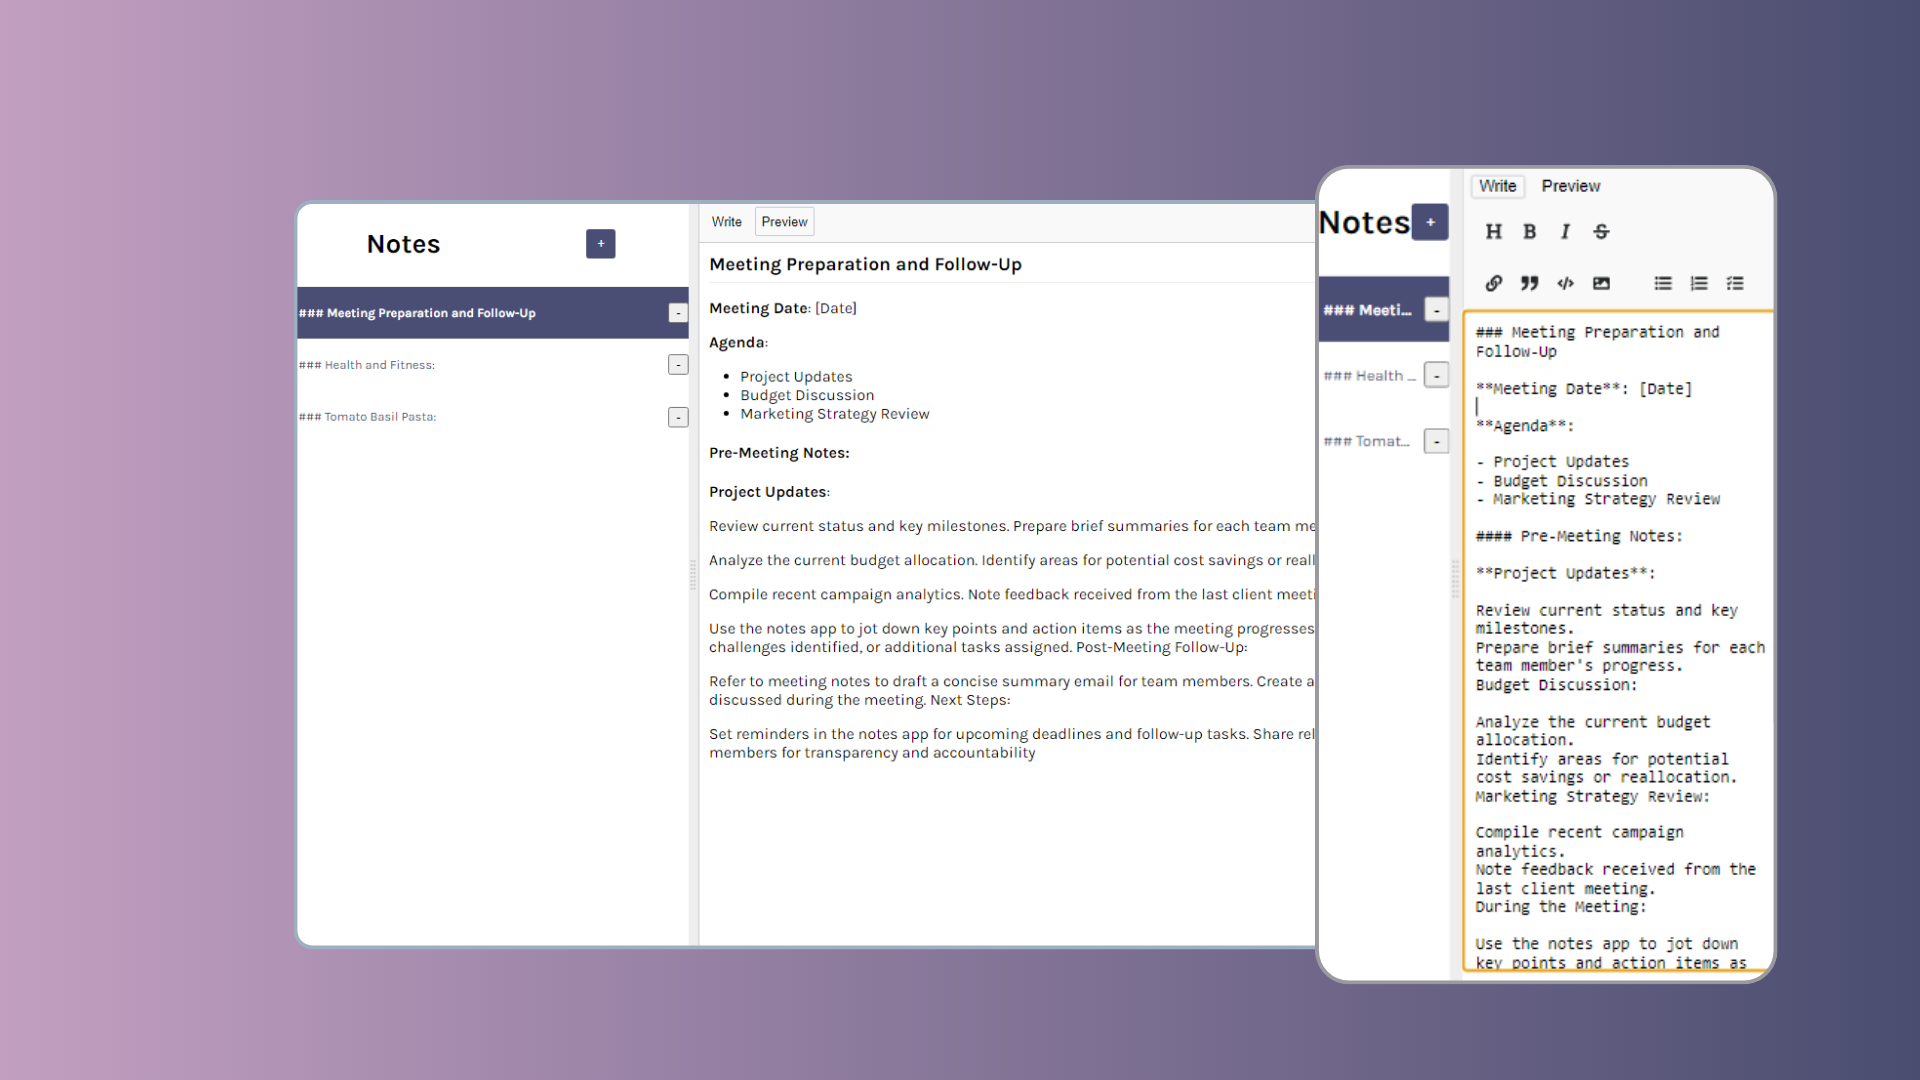 Notes
+
### Meeting Preparation and Follow-Up
-
### Health and Fitness:
-
### Tomato Basil Pasta:
-
Write Preview
Meeting Preparation and Follow-Up
Meeting Date: [Date]
Agenda:
• Project Updates
• Budget Discussion
• Marketing Strategy Review
Pre-Meeting Notes:
Project Updates:
Review current status and key milestones. Prepare brief summaries for each team me
Analyze the current budget allocation. Identify areas for potential cost savings or reall
Compile recent campaign analytics. Note feedback received from the last client meeti
Use the notes app to jot down key points and action items as the meeting progresses
challenges identified, or additional tasks assigned. Post-Meeting Follow-Up:
Refer to meeting notes to draft a concise summary email for team members. Create a
discussed during the meeting. Next Steps:
Set reminders in the notes app for upcoming deadlines and follow-up tasks. Share rel
members for transparency and accountability
Notes
+
### Meeti...
-
### Health ...
-
### Tomat...
-
Write Preview
H B I S
### Meeting Preparation and
Follow-Up
**Meeting Date**: [Date]
**Agenda**:
- Project Updates
- Budget Discussion
- Marketing Strategy Review
#### Pre-Meeting Notes:
**Project Updates**:
Review current status and key
milestones.
Prepare brief summaries for each
team member's progress.
Budget Discussion:
Analyze the current budget
allocation.
Identify areas for potential
cost savings or reallocation.
Marketing Strategy Review:
Compile recent campaign
analytics.
Note feedback received from the
last client meeting.
During the Meeting:
Use the notes app to jot down
key points and action items as